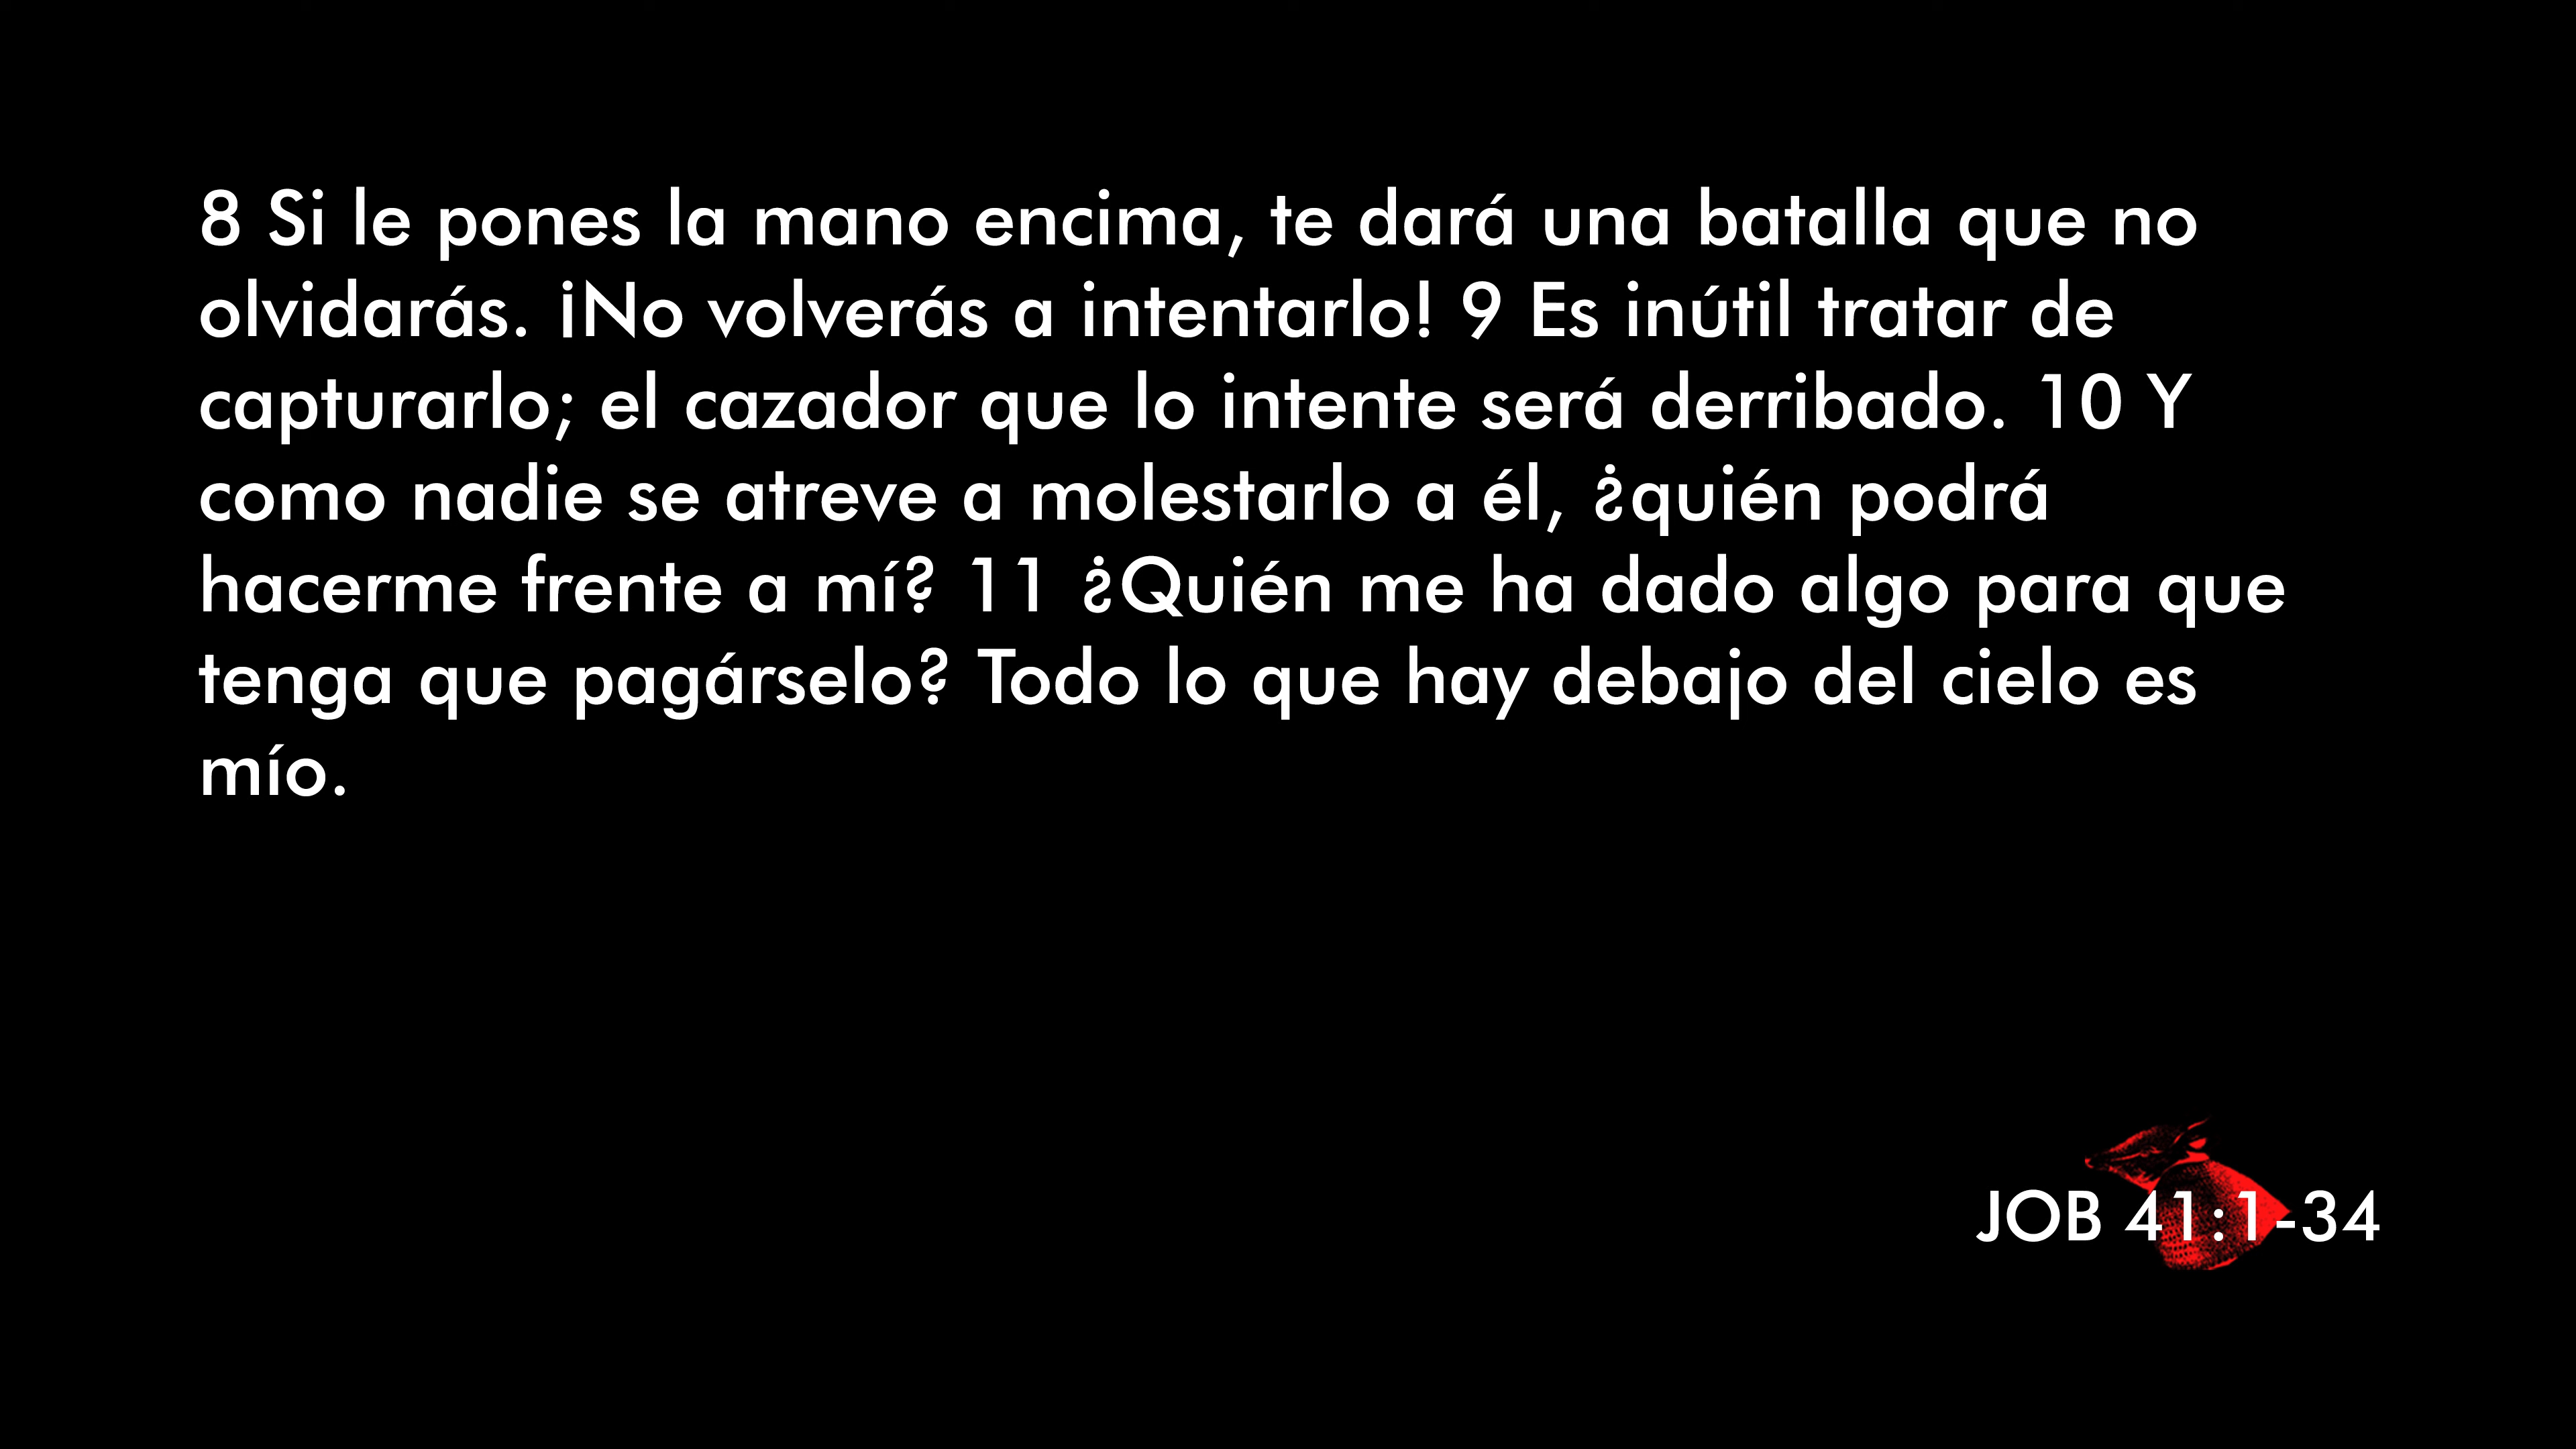 8 Si le pones la mano encima, te dará una batalla que no
olvidarás. ¡No volverás a intentarlo! 9 Es inútil tratar de
capturarlo; el cazador que lo intente será derribado. 10 Y
como nadie se atreve a molestarlo a él, ¿quién podrá
hacerme frente a mí? 11 ¿Quién me ha dado algo para que
tenga que pagárselo? Todo lo que hay debajo del cielo es
mío.
JOB 41:1-34